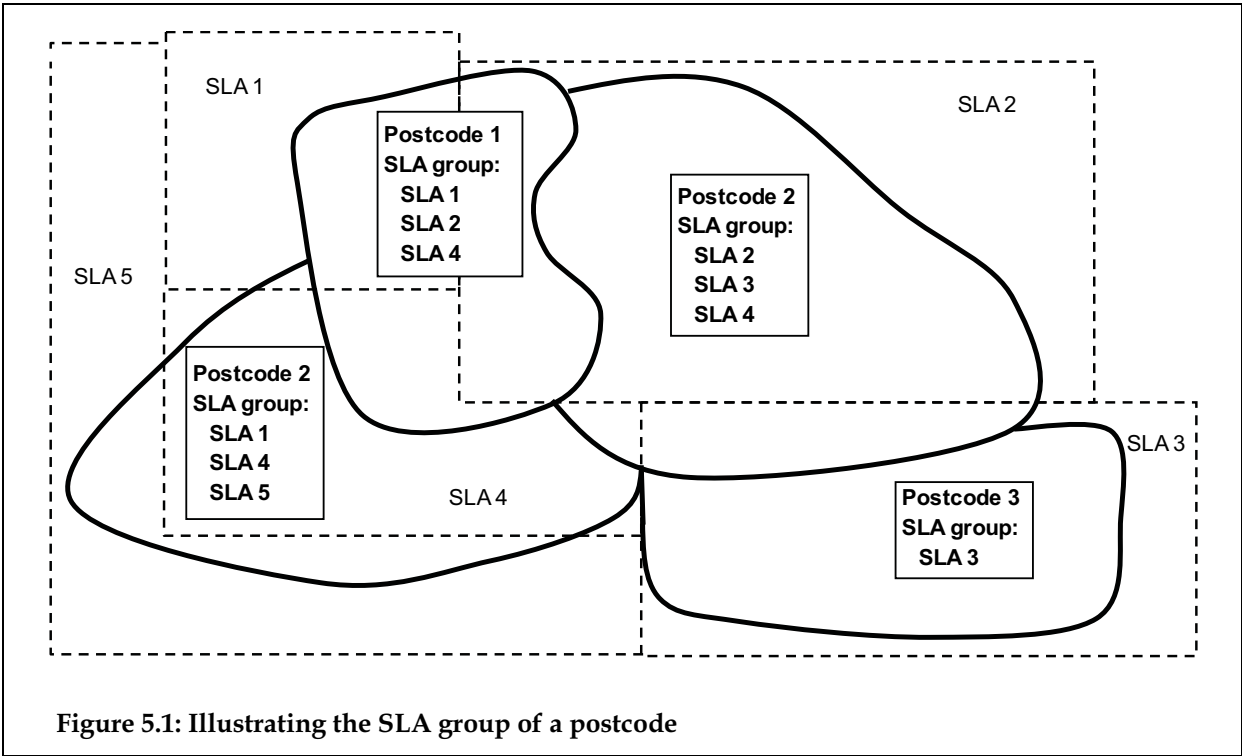 SLA 1
SLA 2
Postcode 1
SLA group:
SLA 1
SLA 2
SLA 4
Postcode 2
SLA group:
SLA 2
SLA 3
SLA 4
SLA 5
Postcode 2
SLA group:
SLA 1
SLA 4
SLA 5
SLA 4
SLA 3
Postcode 3
SLA group:
SLA 3
Figure 5.1: Illustrating the SLA group of a postcode